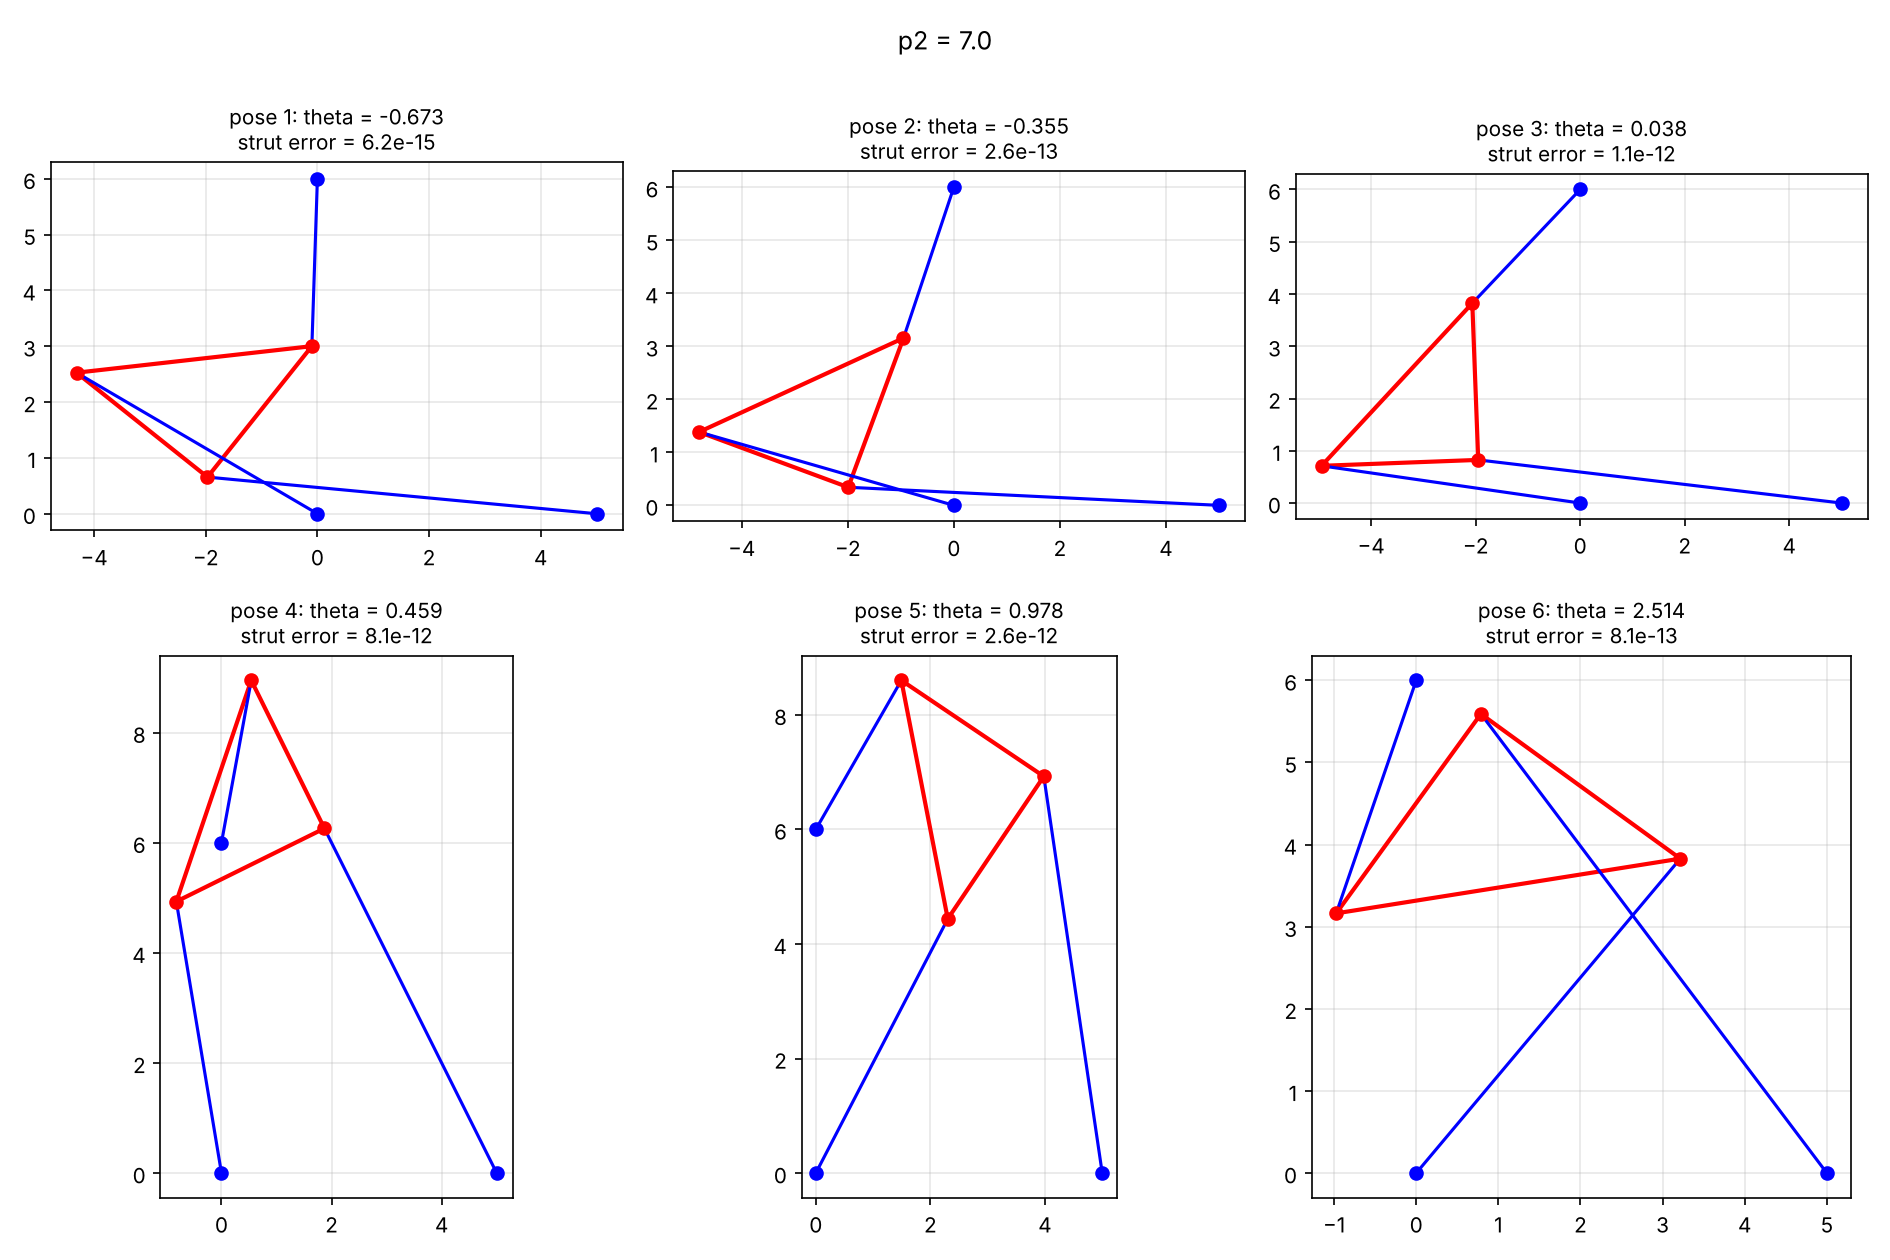 p2 = 7.0
pose 1: theta = -0.673
strut error = 6.2e-15
6
5
4
3
2
1
0
−4 −2 0 2 4
pose 2: theta = -0.355
strut error = 2.6e-13
6
5
4
3
2
1
0
−4 −2 0 2 4
pose 3: theta = 0.038
strut error = 1.1e-12
6
5
4
3
2
1
0
−4 −2 0 2 4
pose 4: theta = 0.459
strut error = 8.1e-12
8
6
4
2
0
0 2 4
pose 5: theta = 0.978
strut error = 2.6e-12
8
6
4
2
0
0 2 4
pose 6: theta = 2.514
strut error = 8.1e-13
6
5
4
3
2
1
0
−1 0 1 2 3 4 5